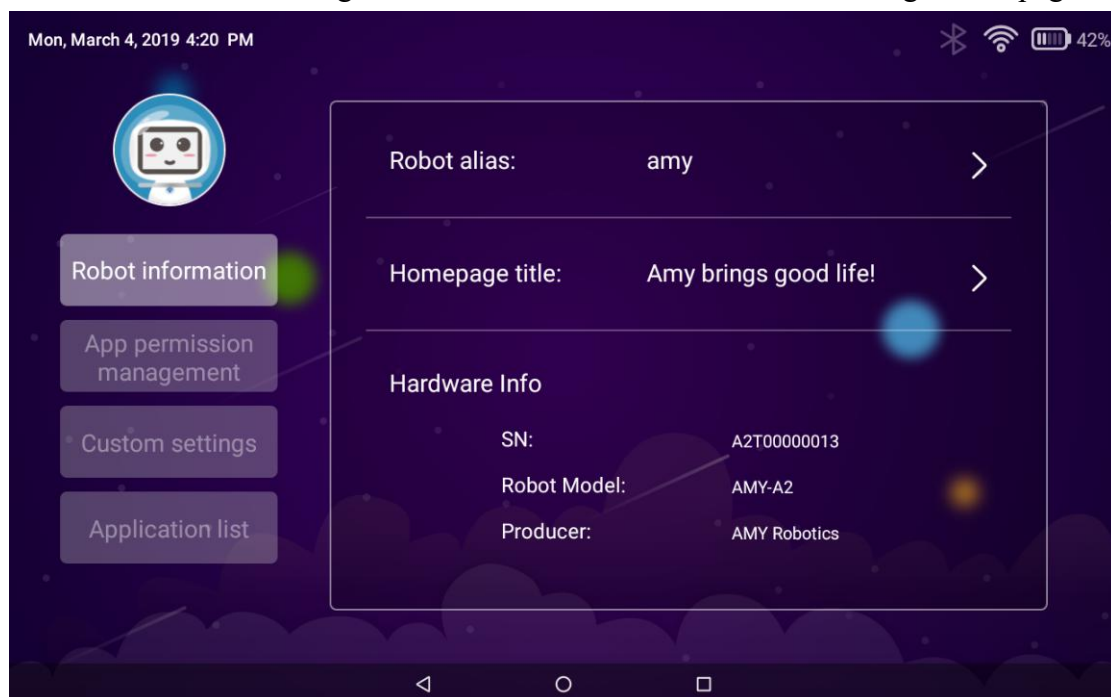 Mon, March 4, 2019 4:20 PM
42%
Robot information
App permission
management
Custom settings
Application list
Robot alias: amy
Homepage title: Amy brings good life!
Hardware Info
SN: A2T00000013
Robot Model: AMY-A2
Producer: AMY Robotics